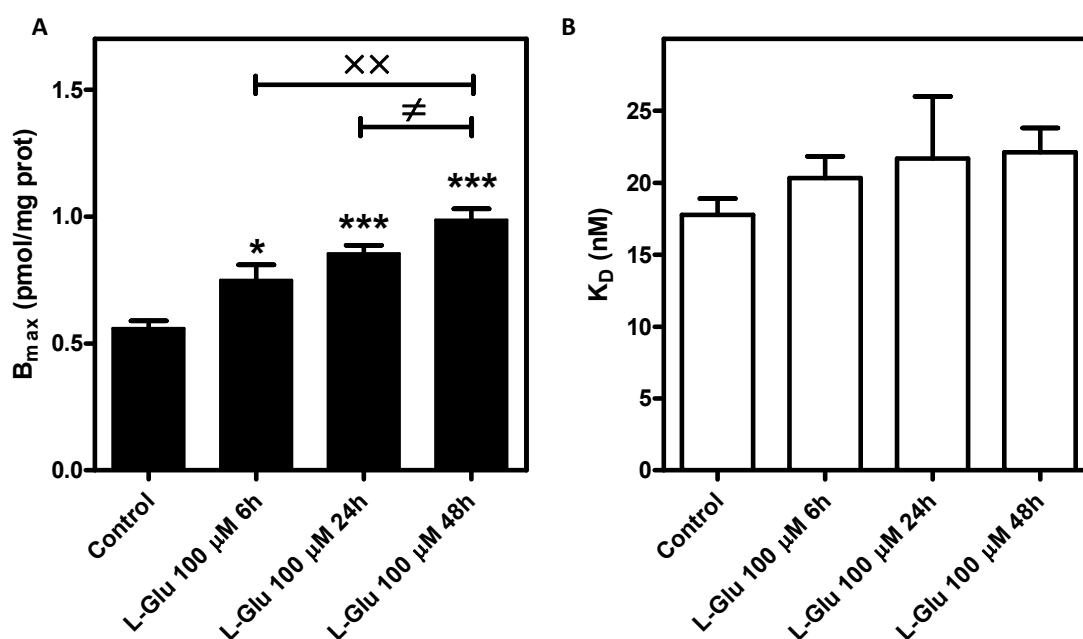 A
B_max (pmol/mg prot)
1.5
1.0
0.5
0.0
××
≠
*
***
***
Control
L-Glu 100 μM 6h
L-Glu 100 μM 24h
L-Glu 100 μM 48h
B
K_D (nM)
25
20
15
10
5
0
Control
L-Glu 100 μM 6h
L-Glu 100 μM 24h
L-Glu 100 μM 48h